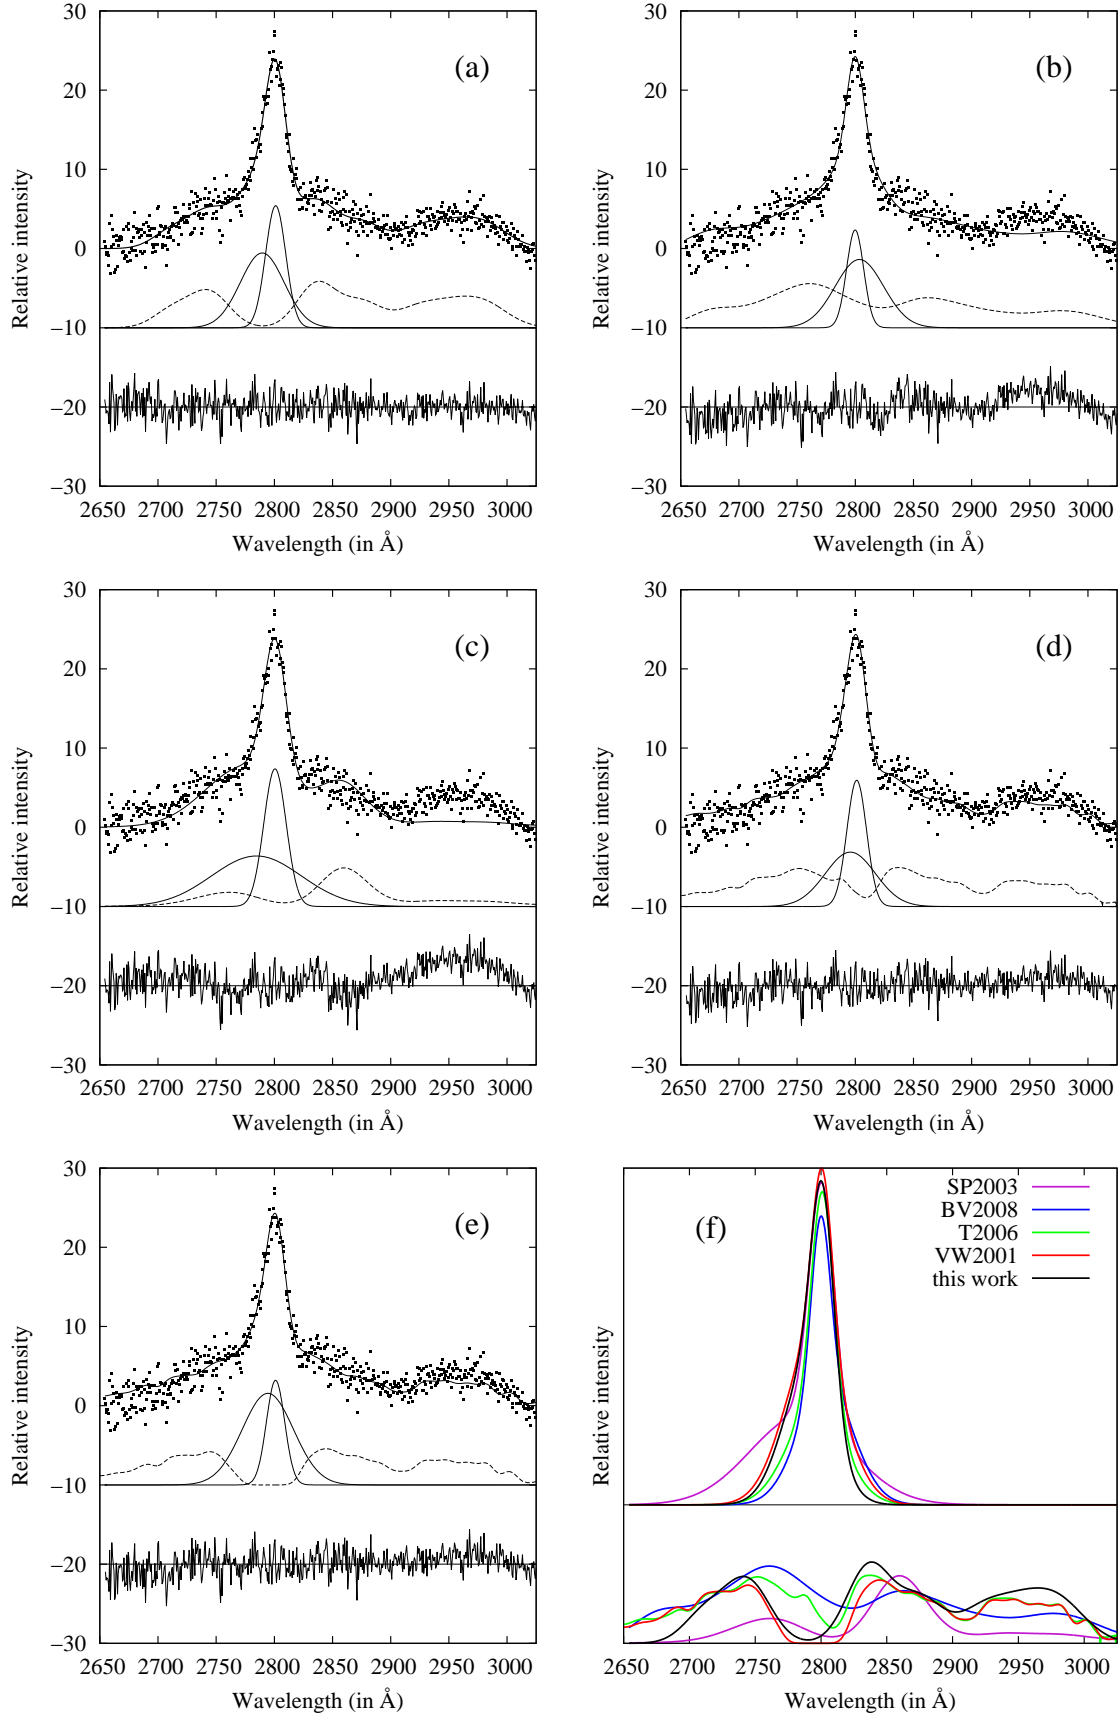 30
20
10
0
−10
−20
−30
Relative intensity
(a)
2650 2700 2750 2800 2850 2900 2950 3000
Wavelength (in Å)
30
20
10
0
−10
−20
−30
Relative intensity
(b)
2650 2700 2750 2800 2850 2900 2950 3000
Wavelength (in Å)
30
20
10
0
−10
−20
−30
Relative intensity
(c)
2650 2700 2750 2800 2850 2900 2950 3000
Wavelength (in Å)
30
20
10
0
−10
−20
−30
Relative intensity
(d)
2650 2700 2750 2800 2850 2900 2950 3000
Wavelength (in Å)
30
20
10
0
−10
−20
−30
Relative intensity
(e)
2650 2700 2750 2800 2850 2900 2950 3000
Wavelength (in Å)
Relative intensity
(f)
SP2003
BV2008
T2006
VW2001
this work
2650 2700 2750 2800 2850 2900 2950 3000
Wavelength (in Å)